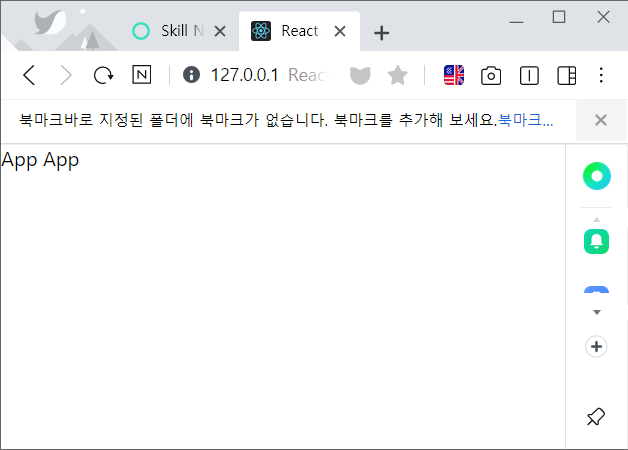 Skill N
React
N
127.0.0.1 Reac
북마크바로 지정된 폴더에 북마크가 없습니다. 북마크를 추가해 보세요.북마크...
App App